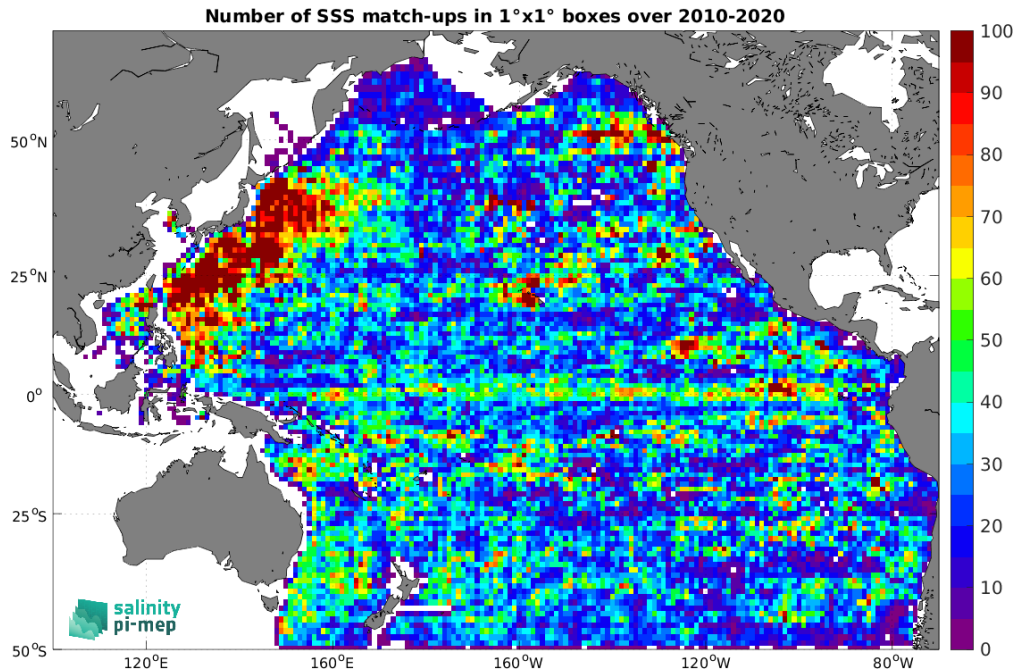 Number of SSS match-ups in 1°x1° boxes over 2010-2020
100
90
80
70
60
50
40
30
20
10
0
50°N
25°N
0°
25°S
50°S
120°E
160°E
160°W
120°W
80°W
salinity
pi-mep